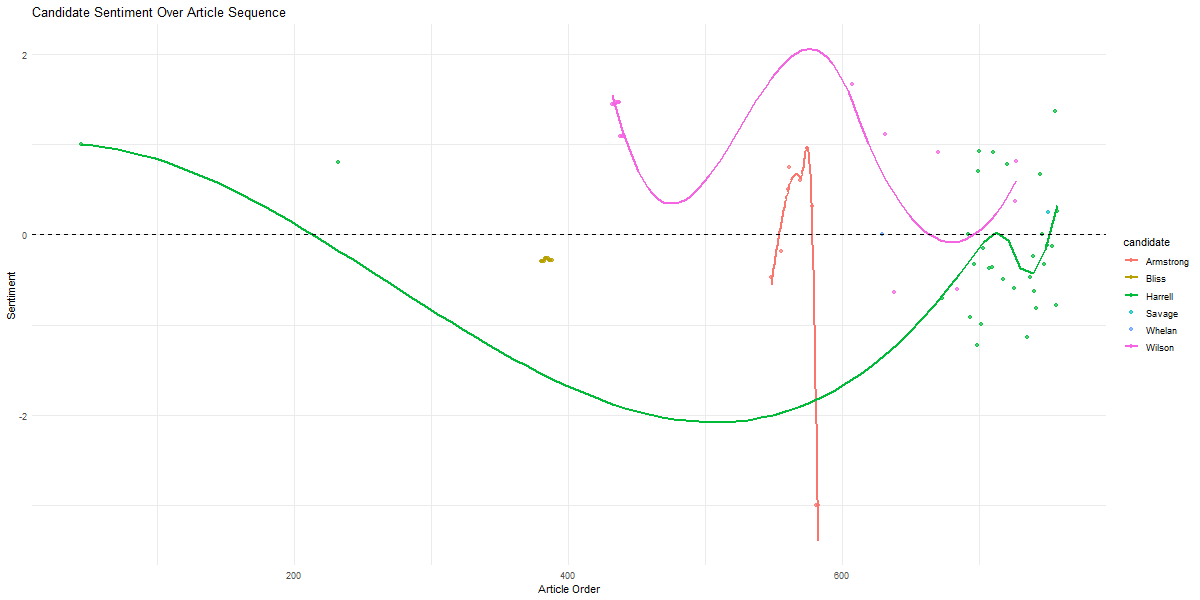 Candidate Sentiment Over Article Sequence
2
0
-2
Sentiment
200
400
600
Article Order
candidate
Armstrong
Bliss
Harrell
Savage
Whelan
Wilson